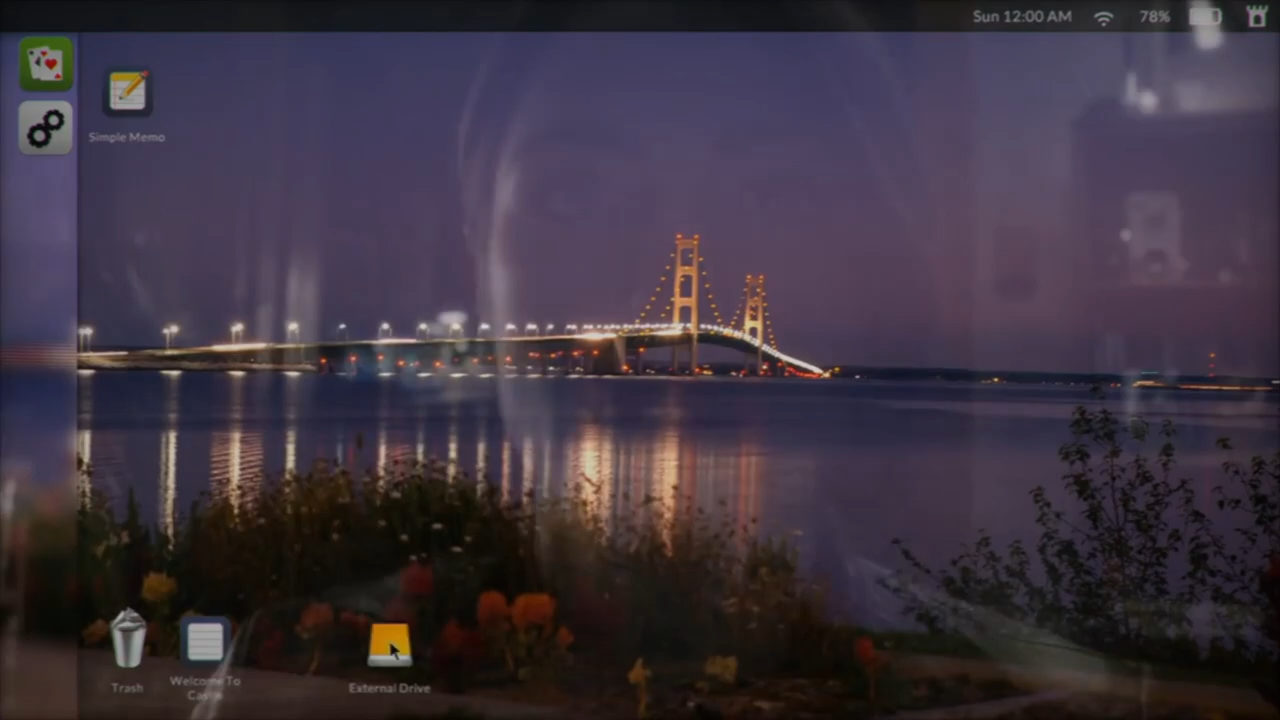 Sun 12:00 AM
78%
Simple Memo
Trash
Welcome To
External Drive